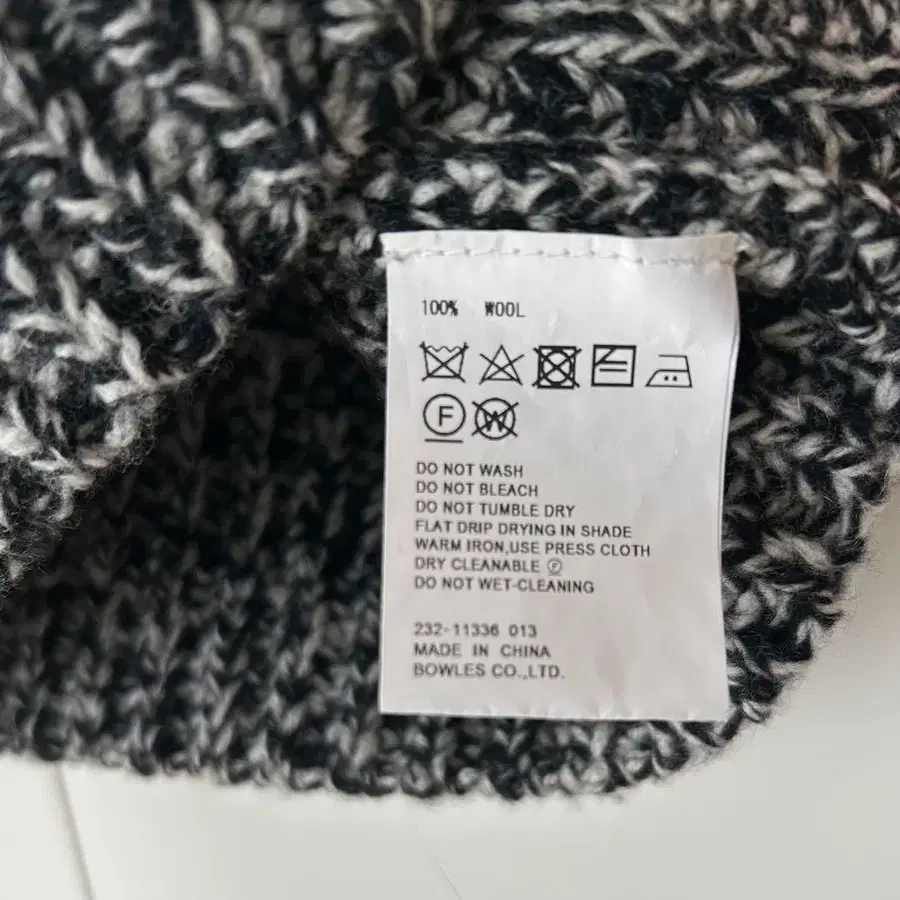 100% WOOL
F W
DO NOT WASH
DO NOT BLEACH
DO NOT TUMBLE DRY
FLAT DRIP DRYING IN SHADE
WARM IRON,USE PRESS CLOTH
DRY CLEANABLE Ⓕ
DO NOT WET-CLEANING
232-11336 013
MADE IN CHINA
BOWLES CO.,LTD.